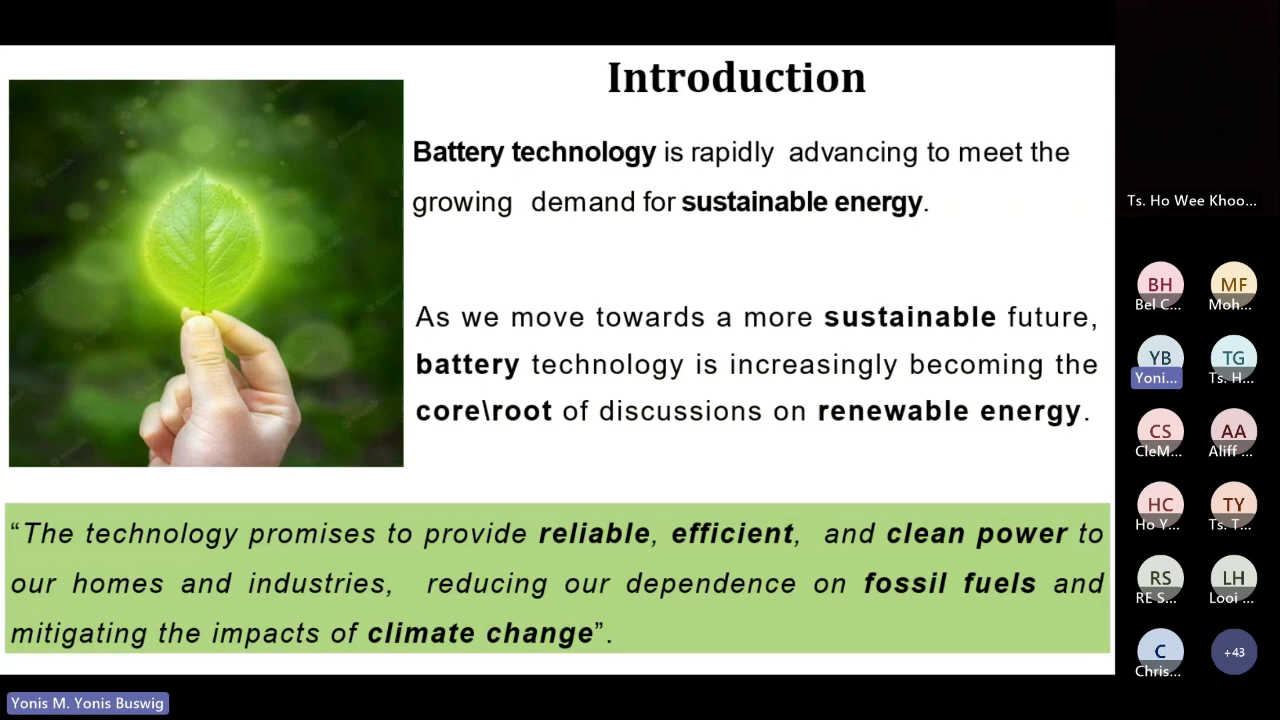 Introduction
Battery technology is rapidly advancing to meet the
growing demand for sustainable energy.
As we move towards a more sustainable future,
battery technology is increasingly becoming the
core\root of discussions on renewable energy.
“The technology promises to provide reliable, efficient, and clean power to
our homes and industries, reducing our dependence on fossil fuels and
mitigating the impacts of climate change”.
Yonis M. Yonis Buswig
Ts. Ho Wee Khoo...
BH
Bel C...
MF
Moh...
YB
Yoni...
TG
Ts. H...
CS
CleM...
AA
Aliff ...
HC
Ho Y...
TY
Ts. T...
RS
RE S...
LH
Looi ...
C
Chris...
+43